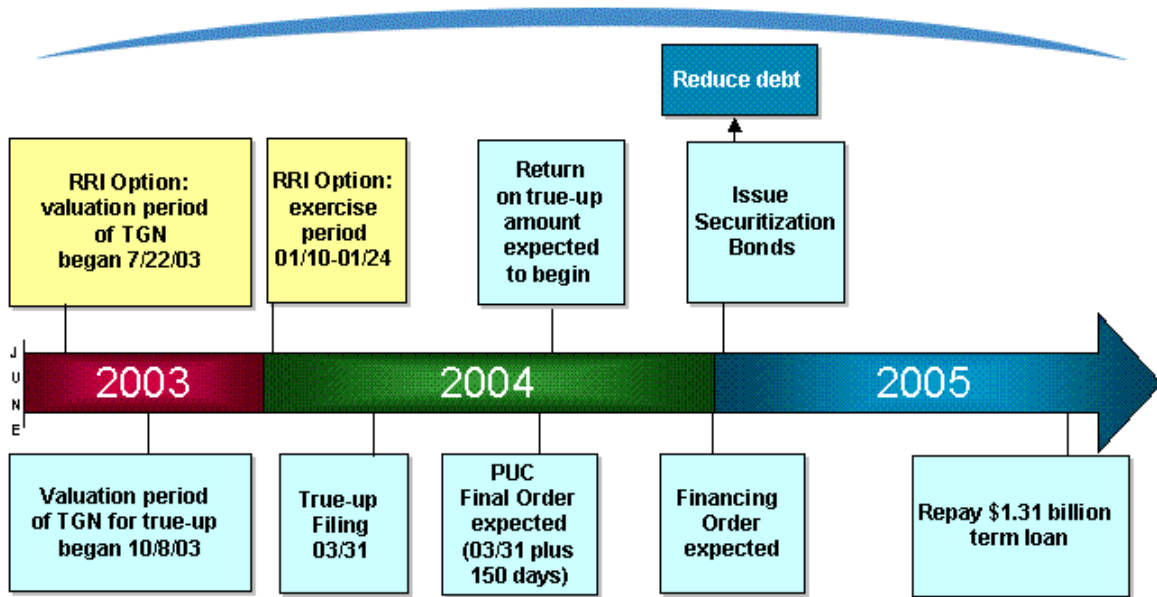 Reduce debt
RRI Option:
valuation period
of TGN
began 7/22/03
RRI Option:
exercise
period
01/10-01/24
Return
on true-up
amount
expected
to begin
Issue
Securitization
Bonds
J
U
N
E
2003
2004
2005
Valuation period
of TGN for true-up
began 10/8/03
True-up
Filing
03/31
PUC
Final Order
expected
(03/31 plus
150 days)
Financing
Order
expected
Repay $1.31 billion
term loan